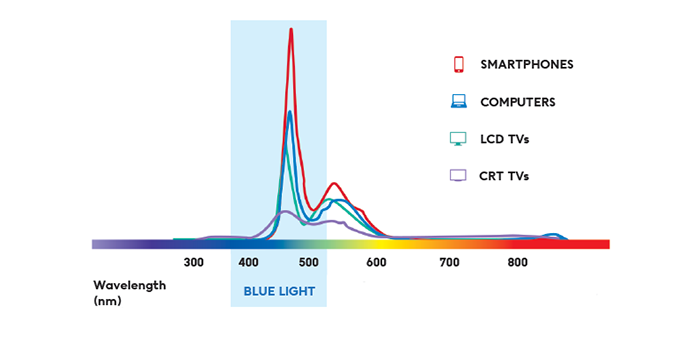 SMARTPHONES
COMPUTERS
LCD TVs
CRT TVs
300 400 500 600 700 800
Wavelength
(nm)
BLUE LIGHT